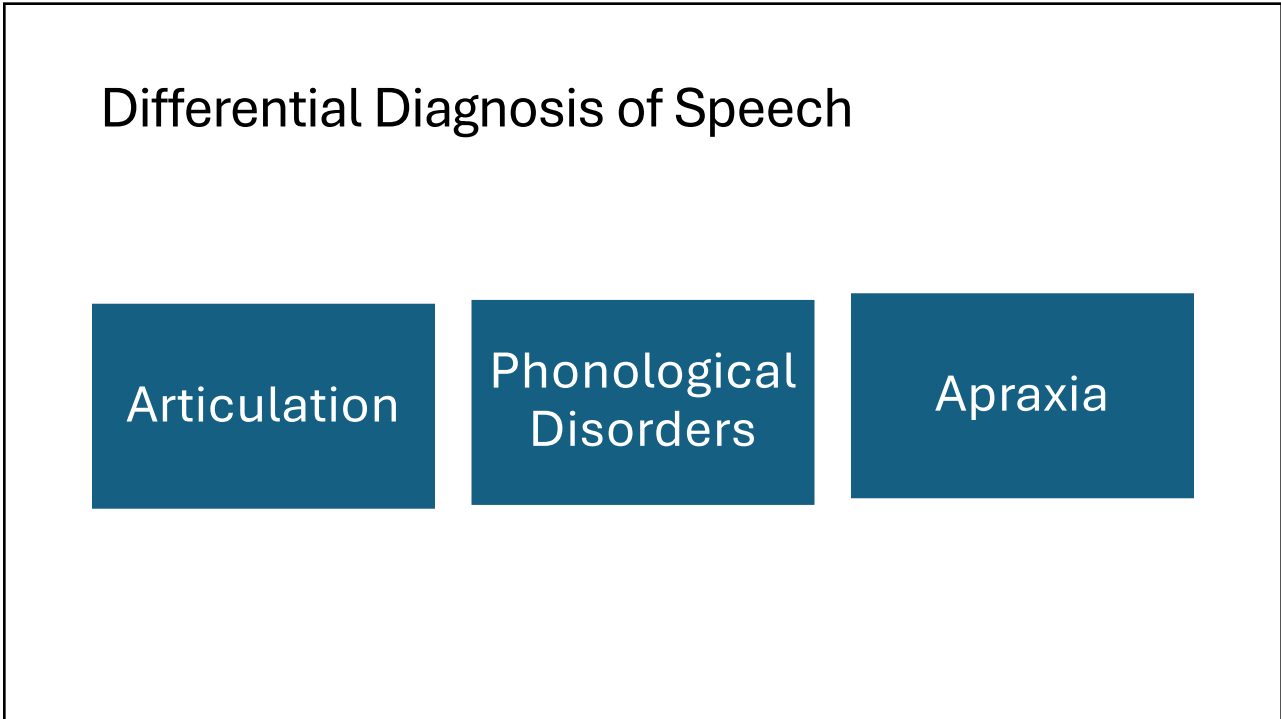 Differential Diagnosis of Speech
Articulation
Phonological
Disorders
Apraxia